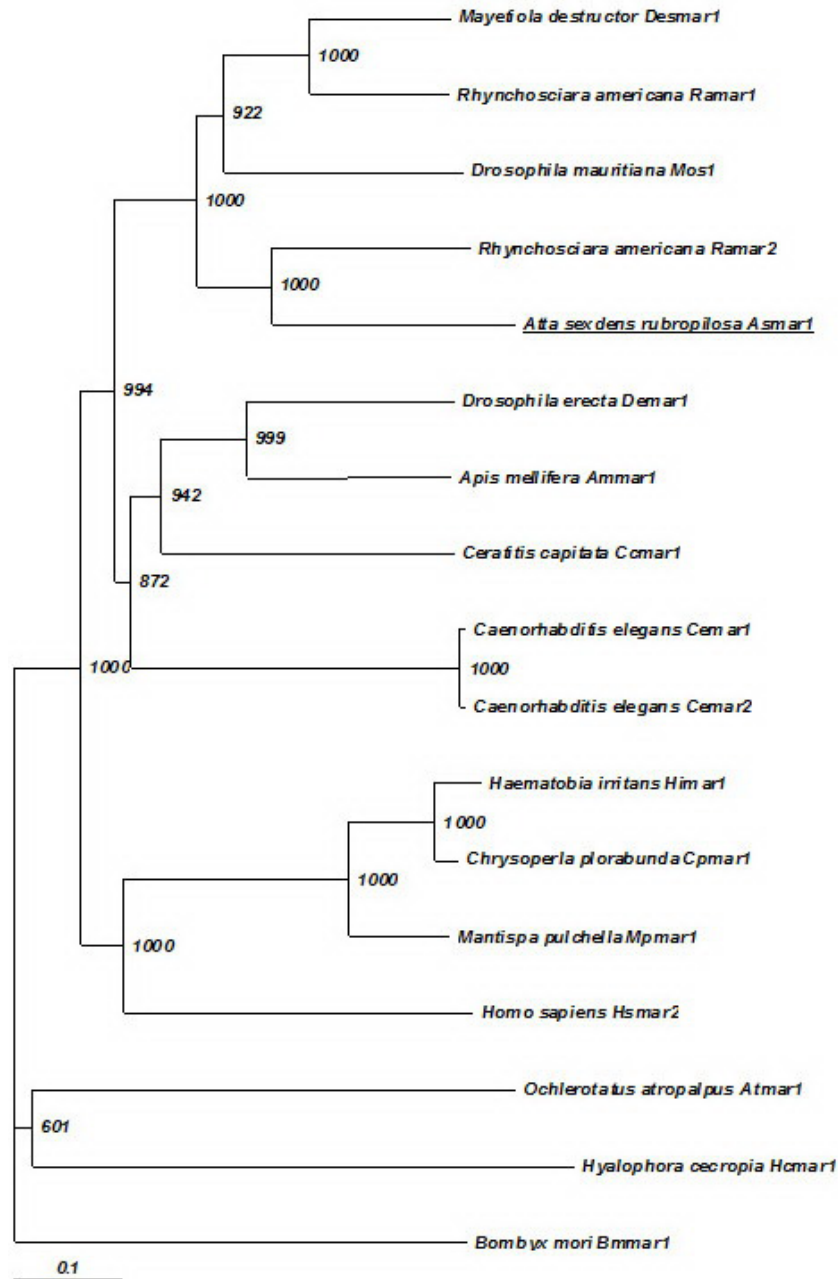 Mayetiola destructor Desmar1
1000
Rhynchosciara americana Ramar1
922
Drosophila mauritiana Mos1
1000
Rhynchosciara americana Ramar2
1000
Atta sexdens rubropilosa Asmar1
994
Drosophila erecta Demar1
999
Apis mellifera Ammar1
942
Ceratitis capitata Ccmar1
872
Caenorhabditis elegans Cemar1
1000
1000
Caenorhabditis elegans Cemar2
Haematobia irritans Himar1
1000
Chrysoperla plorabunda Cpmar1
1000
Mantispa pulchella Mpmar1
1000
Homo sapiens Hsmar2
Ochlerotatus atropalpus Atmar1
601
Hyalophora cecropia Hcmar1
Bombyx mori Bmmar1
0.1